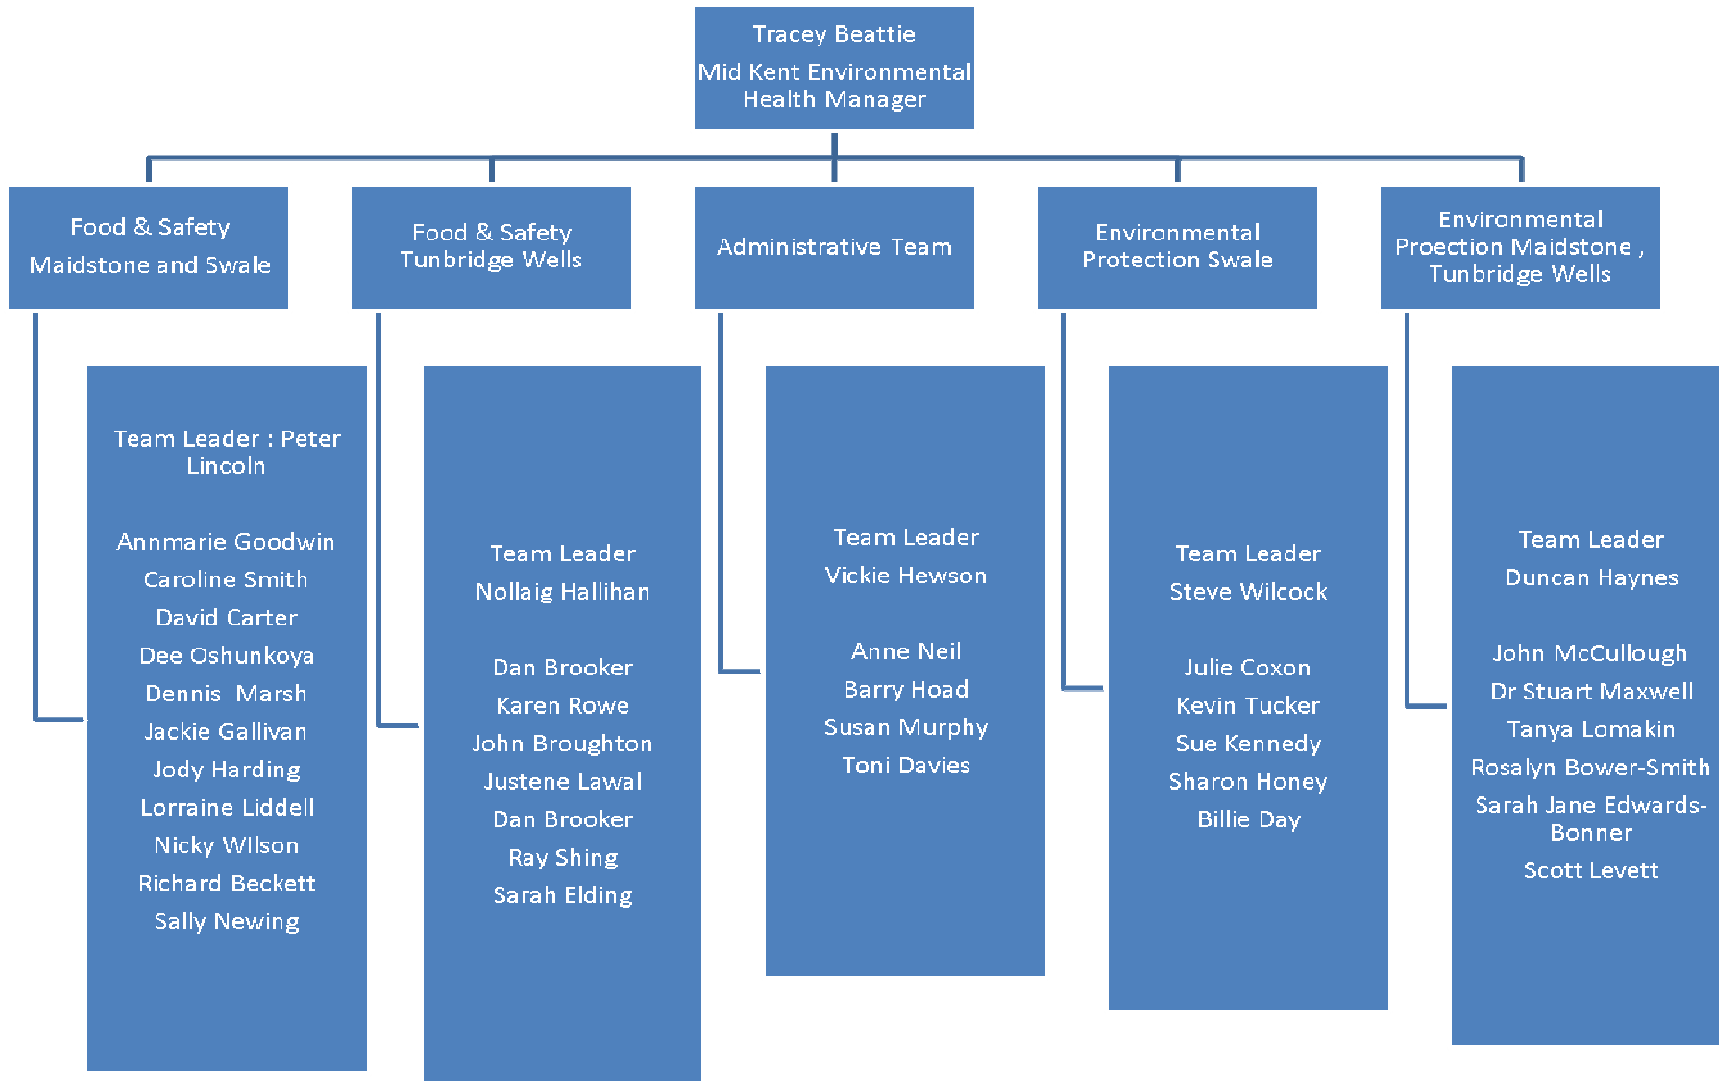 Tracey Beattie
Mid Kent Environmental
Health Manager
Food & Safety
Maidstone and Swale
Food & Safety
Tunbridge Wells
Administrative Team
Environmental
Protection Swale
Environmental
Proection Maidstone ,
Tunbridge Wells
Team Leader : Peter
Lincoln
Annmarie Goodwin
Caroline Smith
David Carter
Dee Oshunkoya
Dennis  Marsh
Jackie Gallivan
Jody Harding
Lorraine Liddell
Nicky WIlson
Richard Beckett
Sally Newing
Team Leader
Nollaig Hallihan
Dan Brooker
Karen Rowe
John Broughton
Justene Lawal
Dan Brooker
Ray Shing
Sarah Elding
Team Leader
Vickie Hewson
Anne Neil
Barry Hoad
Susan Murphy
Toni Davies
Team Leader
Steve Wilcock
Julie Coxon
Kevin Tucker
Sue Kennedy
Sharon Honey
Billie Day
Team Leader
Duncan Haynes
John McCullough
Dr Stuart Maxwell
Tanya Lomakin
Rosalyn Bower-Smith
Sarah Jane Edwards-
Bonner
Scott Levett